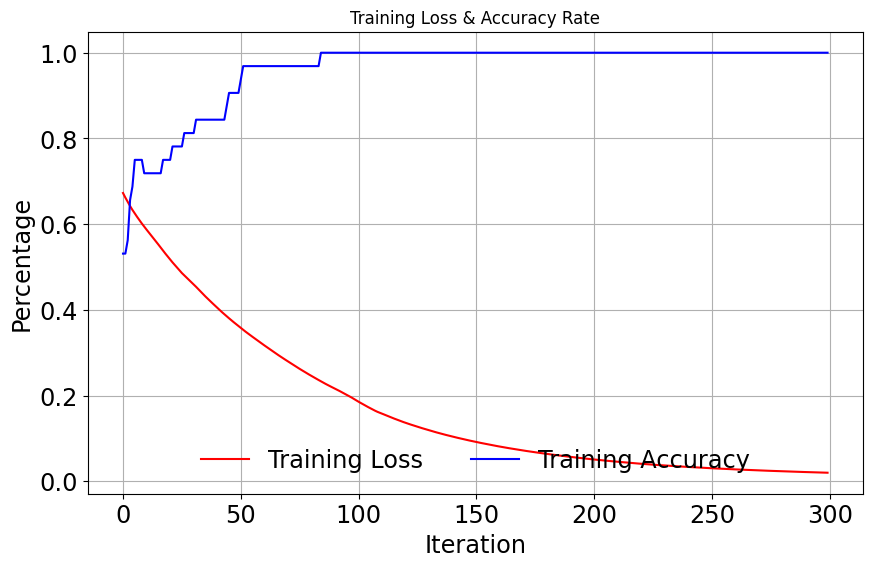 Training Loss & Accuracy Rate
1.0
0.8
0.6
0.4
0.2
0.0
Percentage
Training Loss
Training Accuracy
0 50 100 150 200 250 300
Iteration